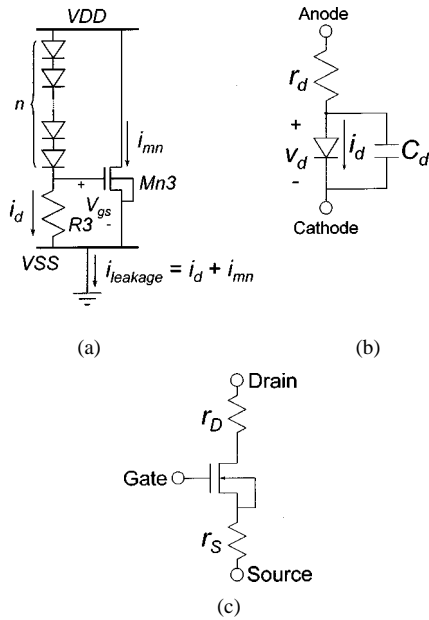 VDD
n
i_mn
+
Mn3
V_gs
-
i_d
R3
VSS
i_leakage = i_d + i_mn
(a)
Anode
r_d
+
v_d
-
i_d
C_d
Cathode
(b)
Drain
r_D
Gate
r_S
Source
(c)